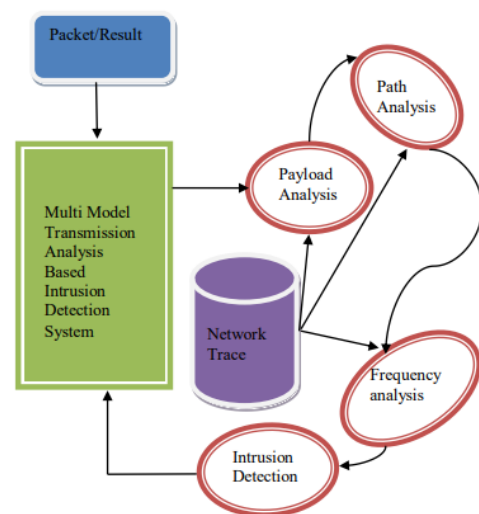 Packet/Result
Path
Analysis
Payload
Analysis
Multi Model
Transmission
Analysis
Based
Intrusion
Detection
System
Network
Trace
Frequency
analysis
Intrusion
Detection